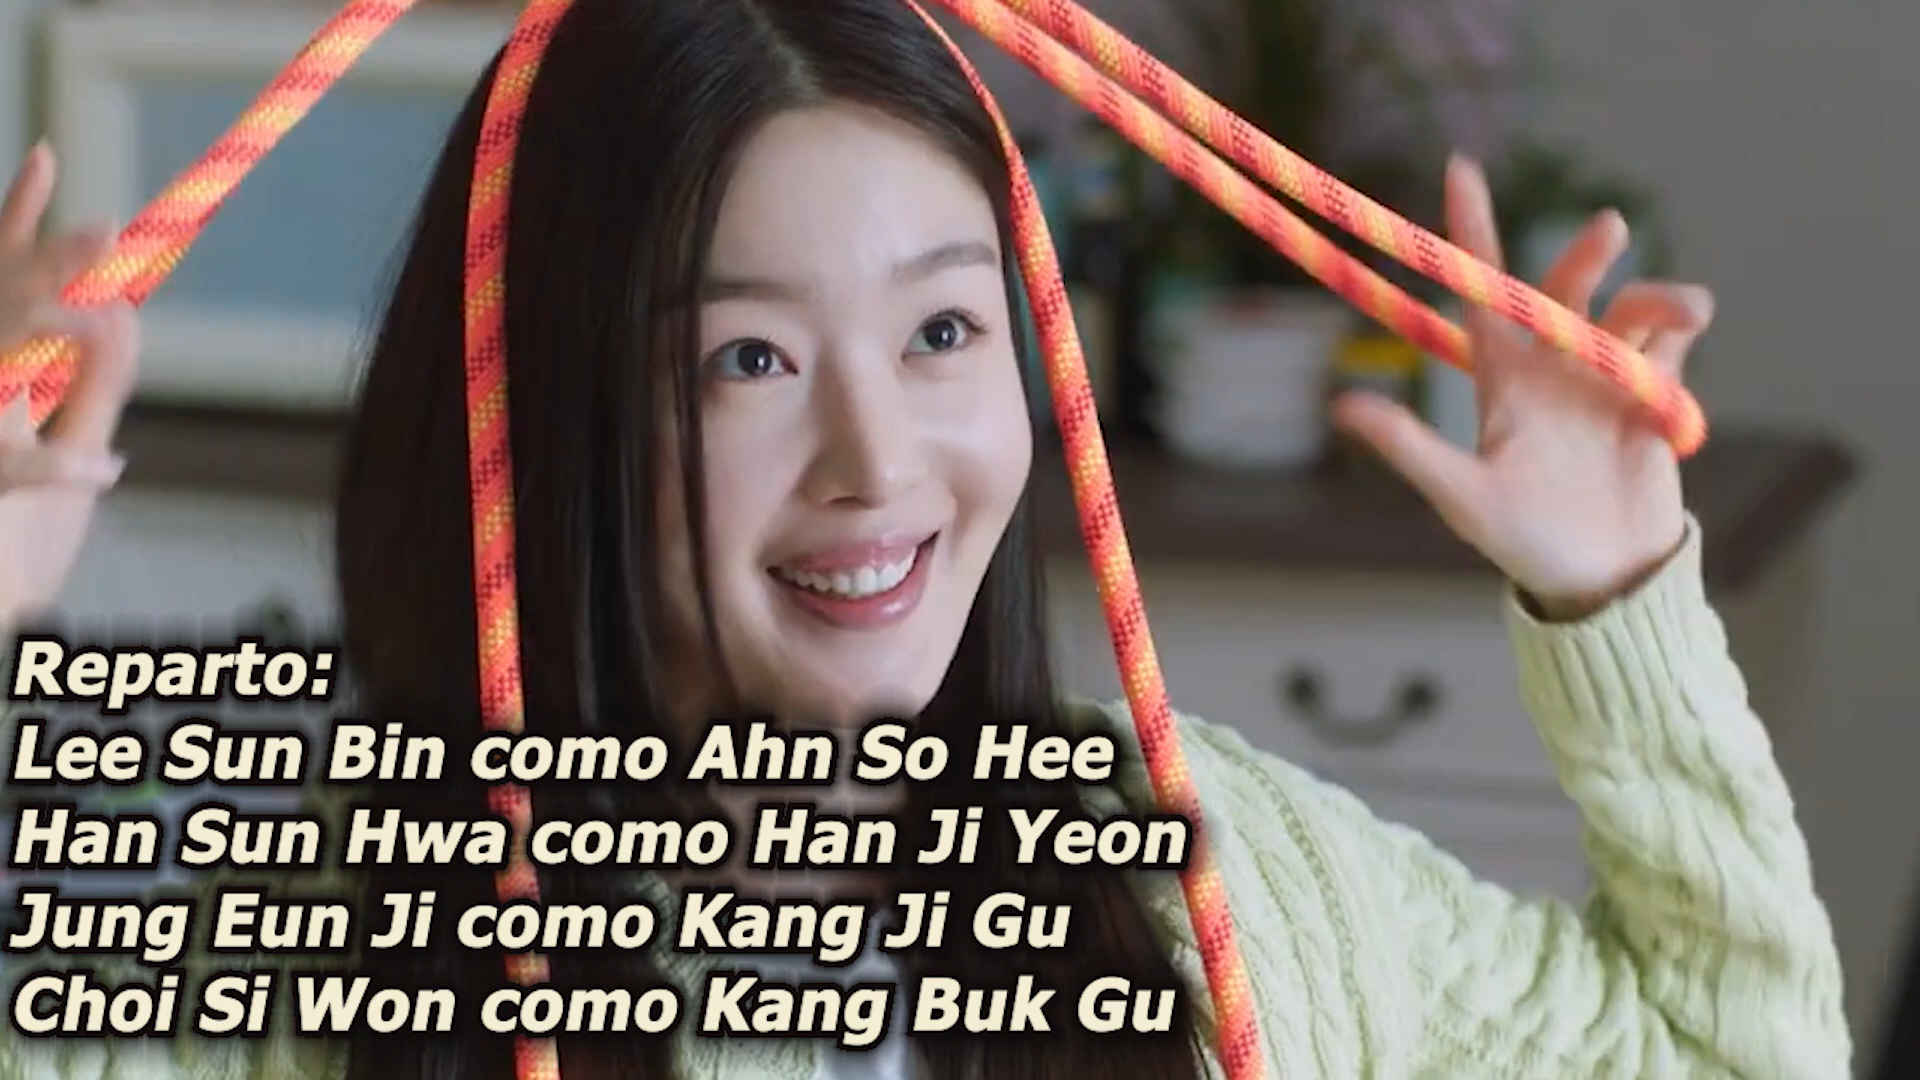 Reparto:
Lee Sun Bin como Ahn So Hee
Han Sun Hwa como Han Ji Yeon
Jung Eun Ji como Kang Ji Gu
Choi Si Won como Kang Buk Gu